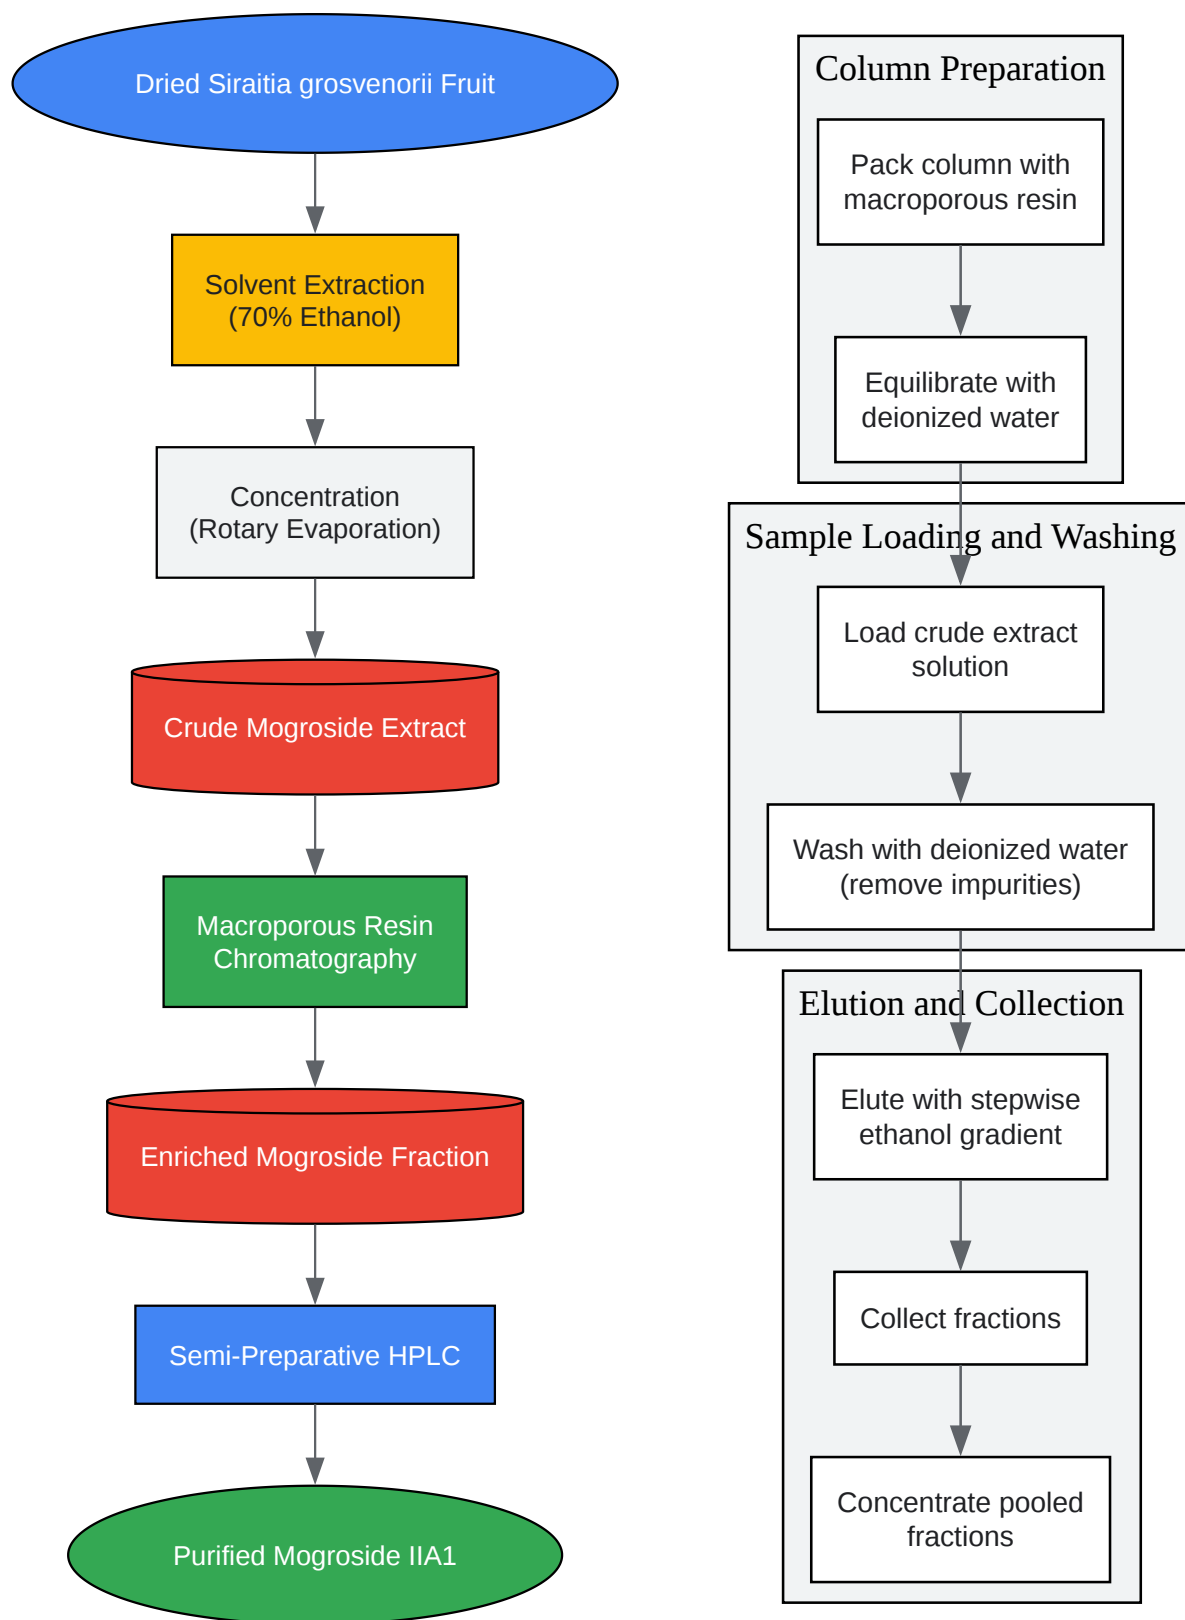 Dried Siraitia grosvenorii Fruit
Solvent Extraction
(70% Ethanol)
Concentration
(Rotary Evaporation)
Crude Mogroside Extract
Macroporous Resin
Chromatography
Enriched Mogroside Fraction
Semi-Preparative HPLC
Purified Mogroside IIA1
Column Preparation
Pack column with
macroporous resin
Equilibrate with
deionized water
Sample Loading and Washing
Load crude extract
solution
Wash with deionized water
(remove impurities)
Elution and Collection
Elute with stepwise
ethanol gradient
Collect fractions
Concentrate pooled
fractions